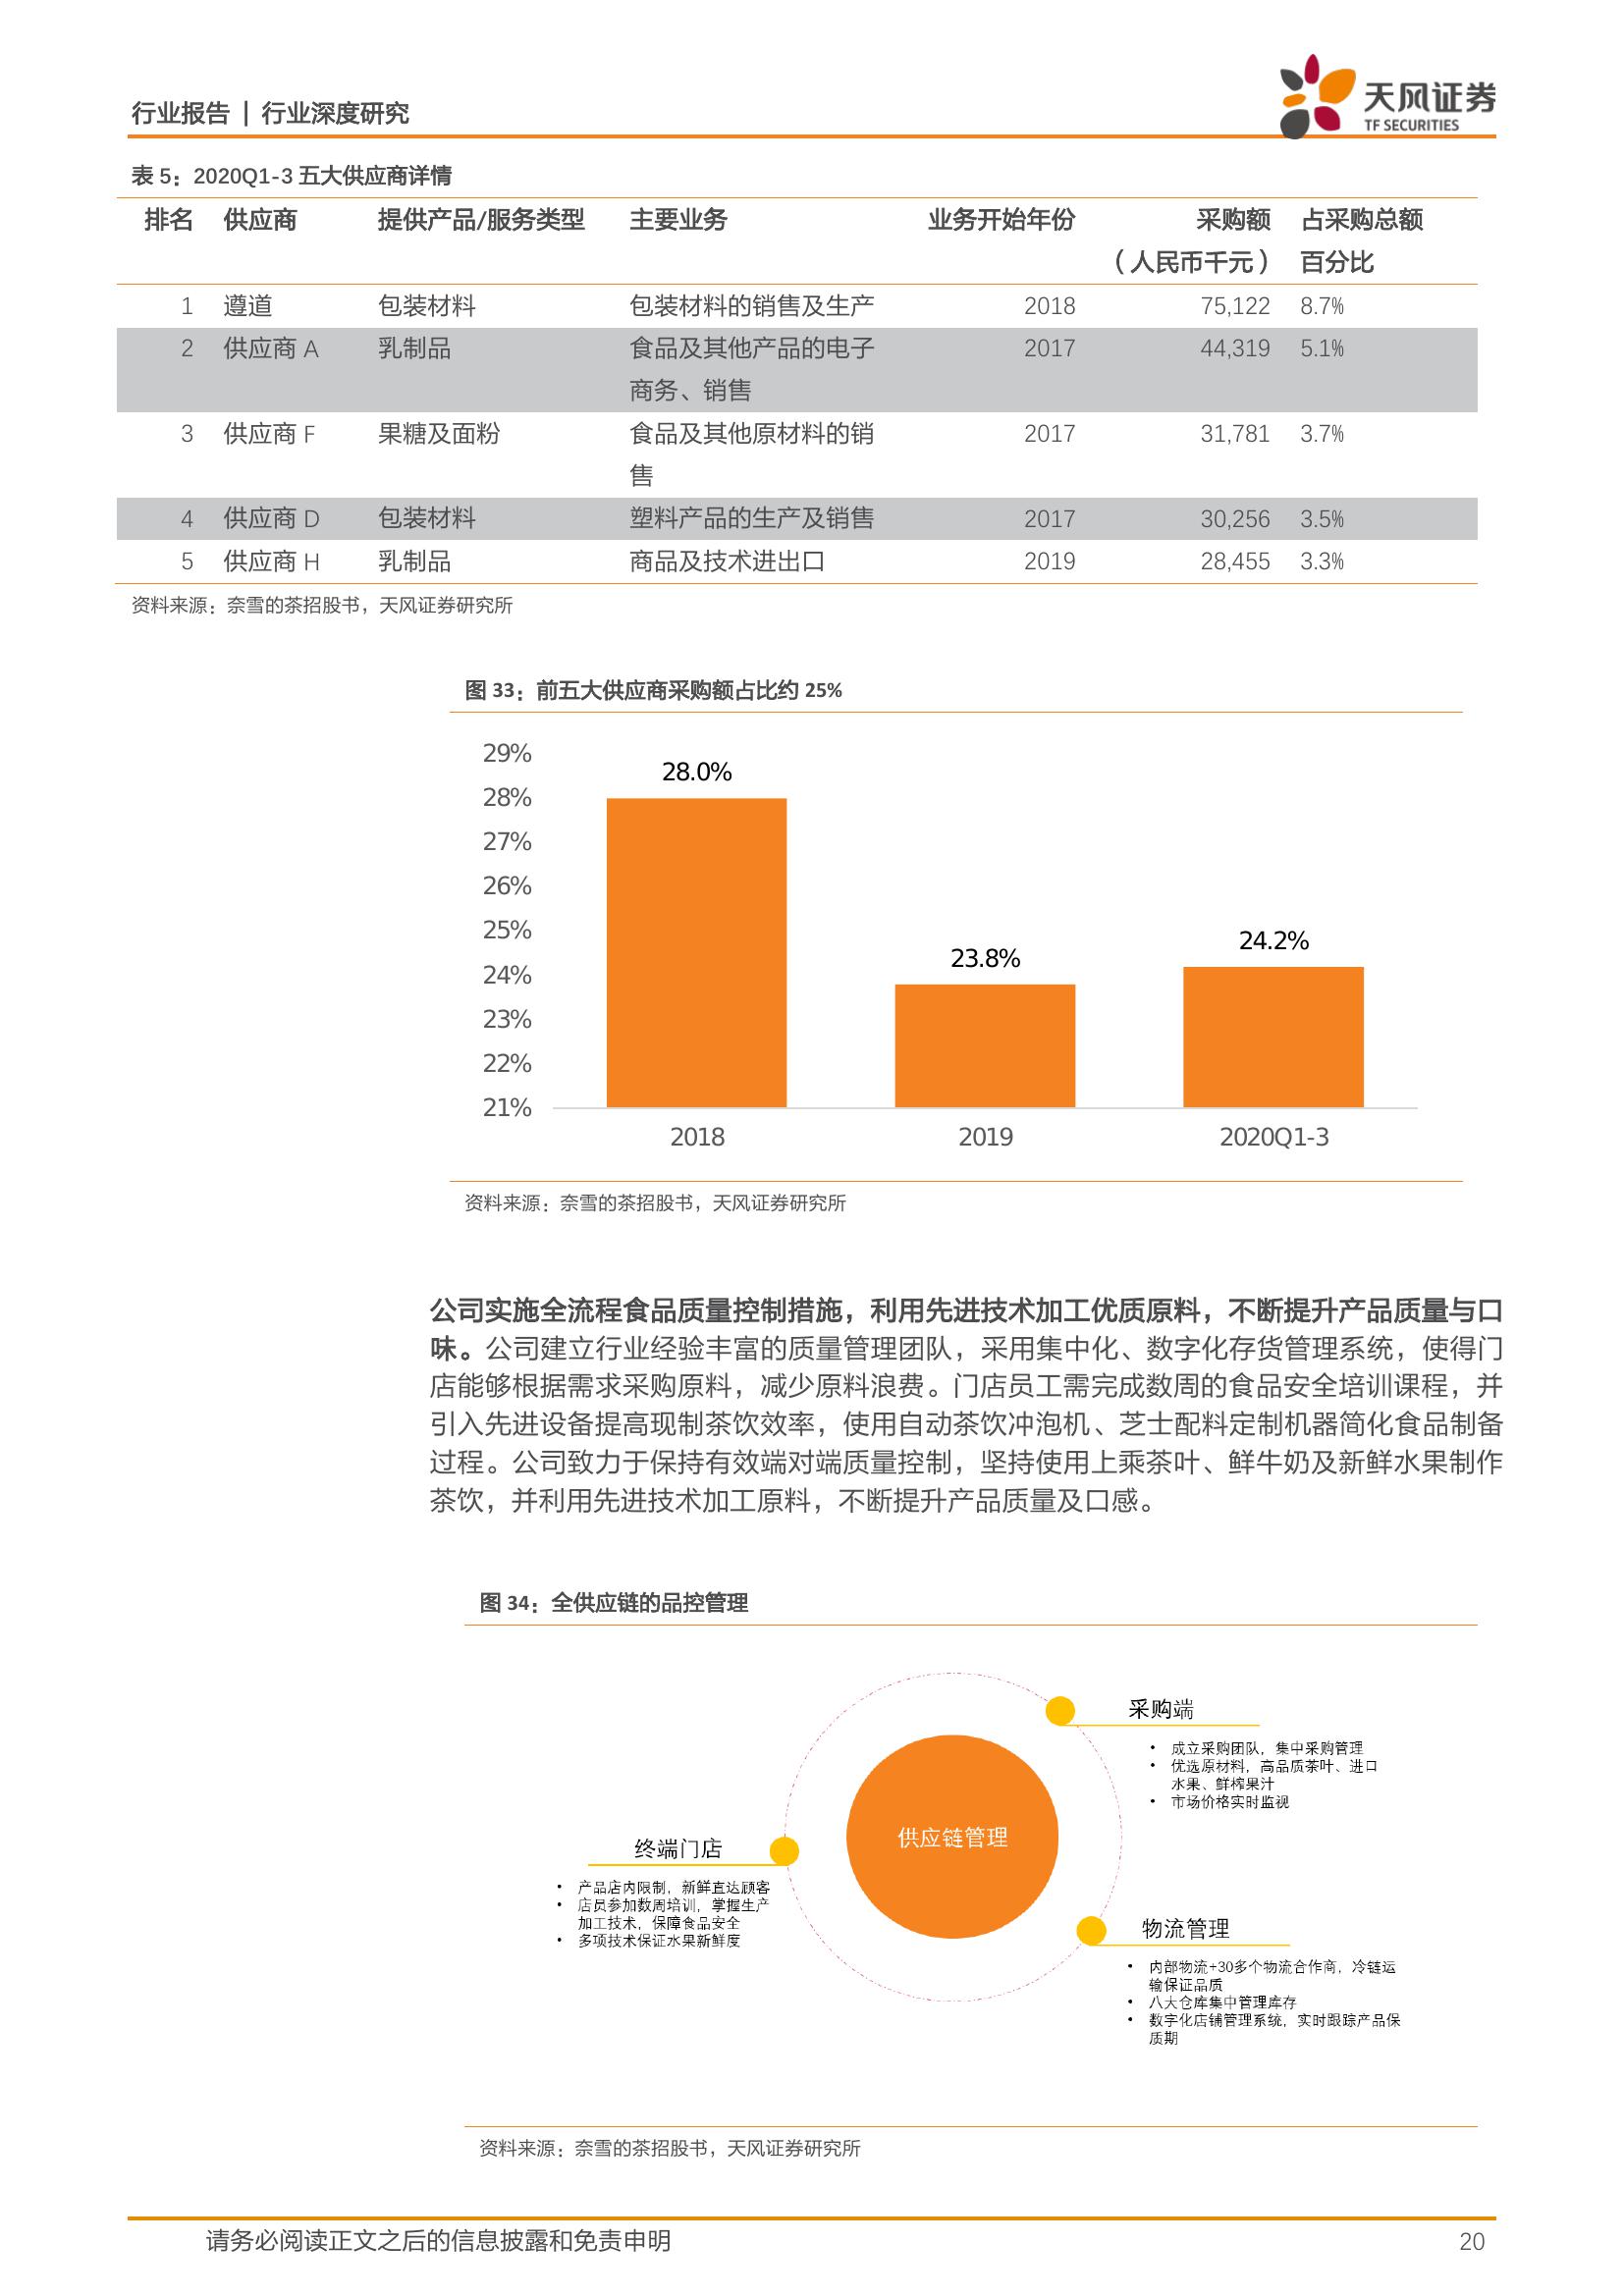 行业报告 | 行业深度研究
天风证券
TF SECURITIES
表 5：2020Q1-3 五大供应商详情
排名 供应商 提供产品/服务类型 主要业务 业务开始年份 采购额 占采购总额
（人民币千元） 百分比
1 遵道 包装材料 包装材料的销售及生产 2018 75,122 8.7%
2 供应商 A 乳制品 食品及其他产品的电子 2017 44,319 5.1%
商务、销售
3 供应商 F 果糖及面粉 食品及其他原材料的销 2017 31,781 3.7%
售
4 供应商 D 包装材料 塑料产品的生产及销售 2017 30,256 3.5%
5 供应商 H 乳制品 商品及技术进出口 2019 28,455 3.3%
资料来源：奈雪的茶招股书，天风证券研究所
图 33：前五大供应商采购额占比约 25%
29%
28%
27%
26%
25%
24%
23%
22%
21%
28.0%
23.8%
24.2%
2018 2019 2020Q1-3
资料来源：奈雪的茶招股书，天风证券研究所
公司实施全流程食品质量控制措施，利用先进技术加工优质原料，不断提升产品质量与口
味。公司建立行业经验丰富的质量管理团队，采用集中化、数字化存货管理系统，使得门
店能够根据需求采购原料，减少原料浪费。门店员工需完成数周的食品安全培训课程，并
引入先进设备提高现制茶饮效率，使用自动茶饮冲泡机、芝士配料定制机器简化食品制备
过程。公司致力于保持有效端对端质量控制，坚持使用上乘茶叶、鲜牛奶及新鲜水果制作
茶饮，并利用先进技术加工原料，不断提升产品质量及口感。
图 34：全供应链的品控管理
采购端
• 成立采购团队，集中采购管理
• 优选原材料，高品质茶叶、进口
水果、鲜榨果汁
• 市场价格实时监视
供应链管理
终端门店
• 产品店内限制，新鲜直达顾客
• 店员参加数周培训，掌握生产
加工技术，保障食品安全
• 多项技术保证水果新鲜度
物流管理
• 内部物流+30多个物流合作商，冷链运
输保证品质
• 八大仓库集中管理库存
• 数字化店铺管理系统，实时跟踪产品保
质期
资料来源：奈雪的茶招股书，天风证券研究所
请务必阅读正文之后的信息披露和免责申明 20